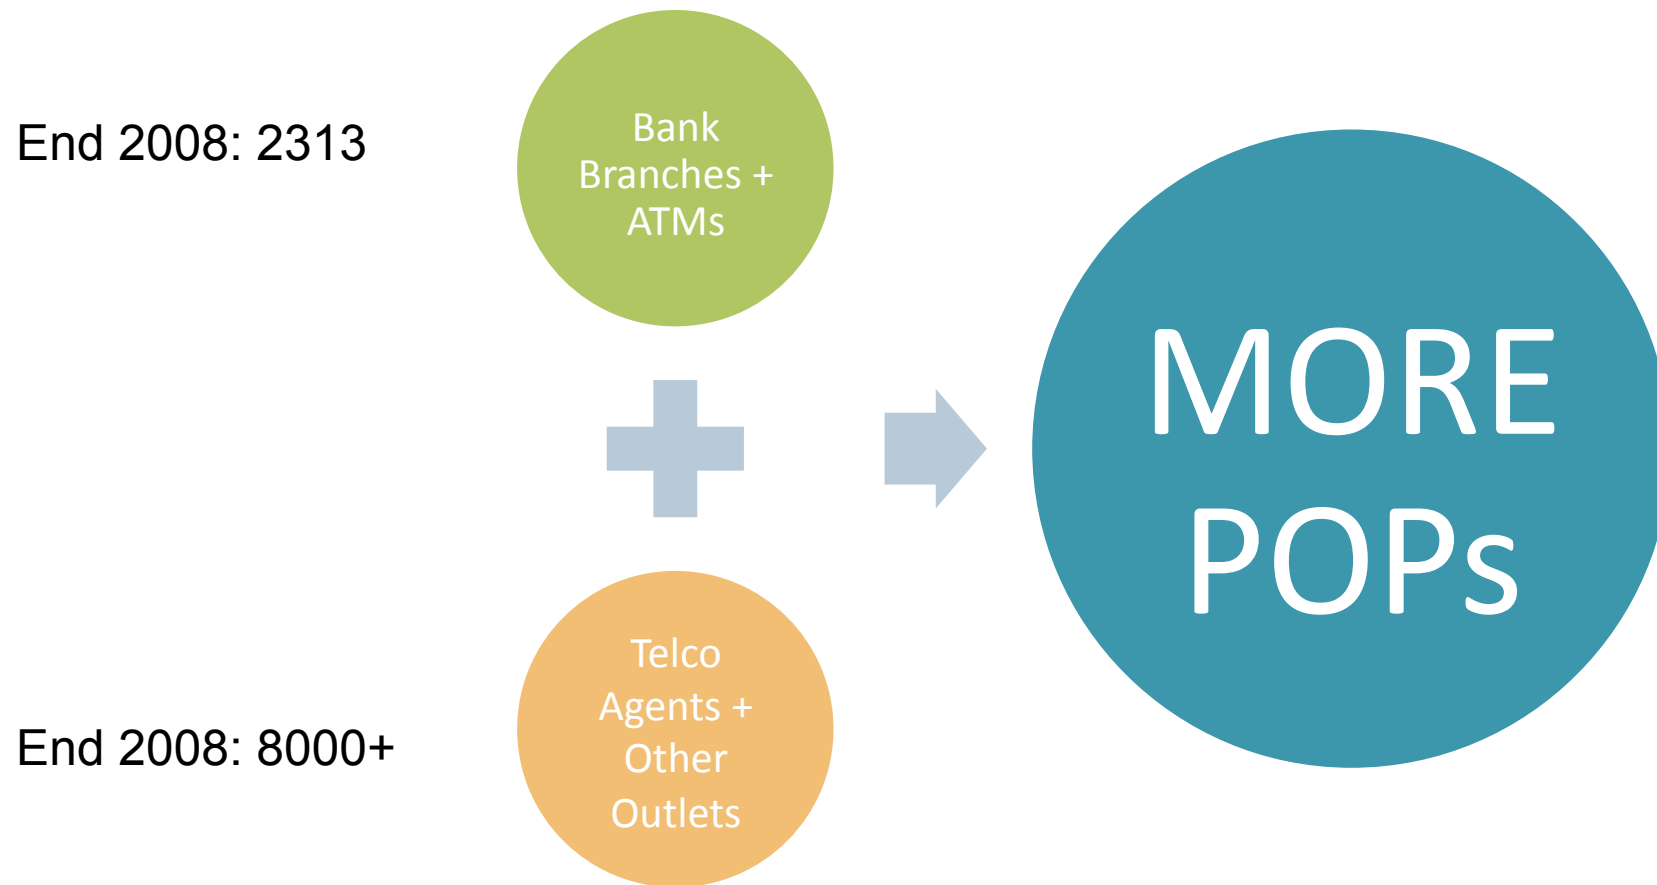 End 2008: 2313
Bank
Branches +
ATMs
MORE
POPs
Telco
Agents +
Other
Outlets
End 2008: 8000+